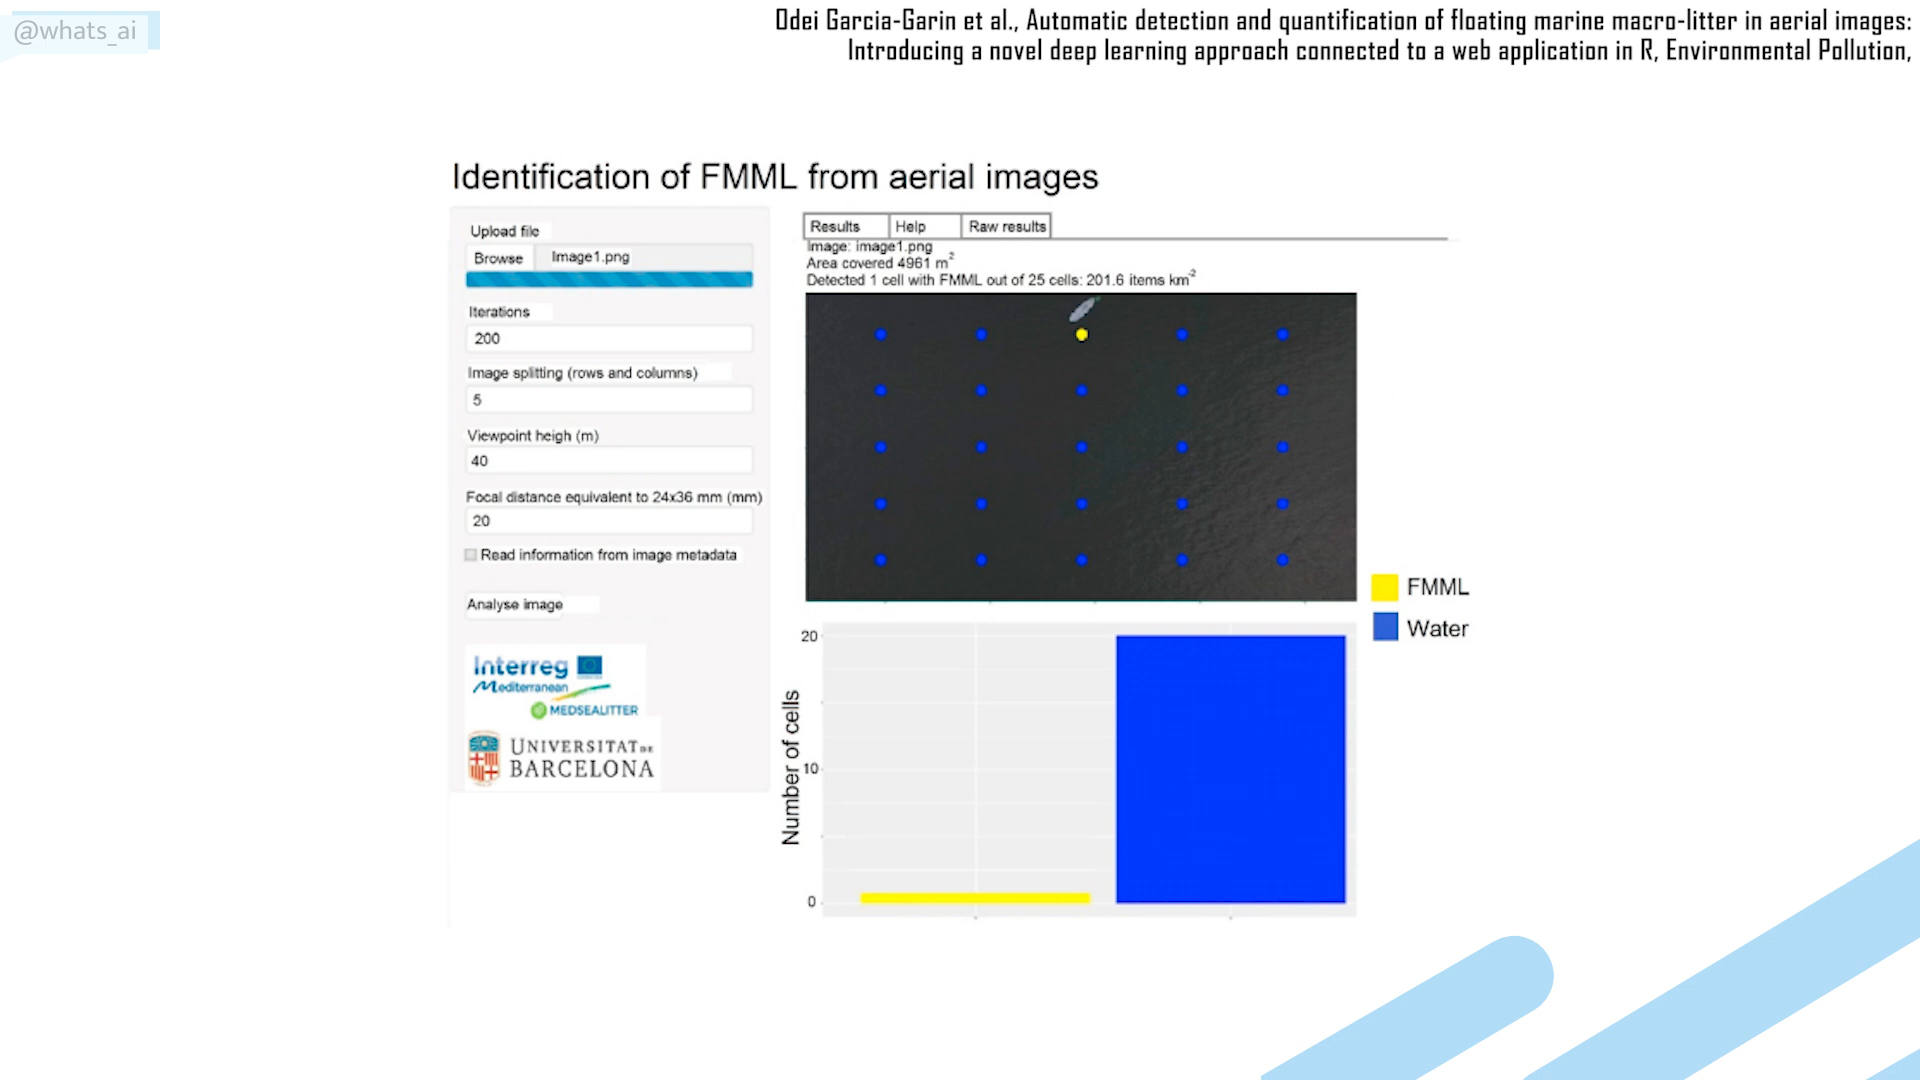 @whats_ai
Odei Garcia-Garin et al., Automatic detection and quantification of floating marine macro-litter in aerial images:
Introducing a novel deep learning approach connected to a web application in R, Environmental Pollution,
Identification of FMML from aerial images
Upload file
Browse Image1.png
Iterations
200
Image splitting (rows and columns)
5
Viewpoint heigh (m)
40
Focal distance equivalent to 24x36 mm (mm)
20
Read information from image metadata
Analyse image
Interreg
Mediterranean
MEDSEALITTER
UNIVERSITAT DE
BARCELONA
Results Help Raw results
Image: image1.png
Area covered 4961 m²
Detected 1 cell with FMML out of 25 cells: 201.6 items km⁻²
FMML
Water
Number of cells
20
10
0